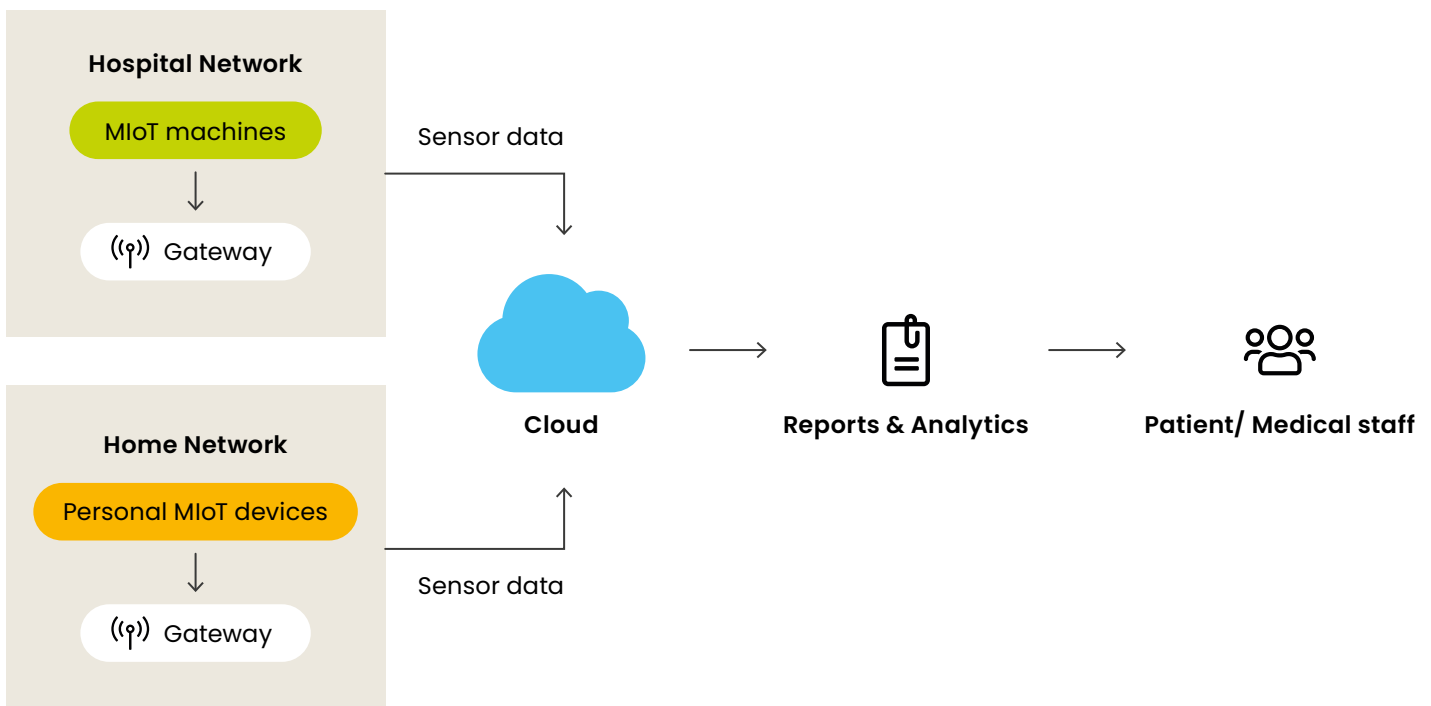 Hospital Network
MIoT machines
Gateway
Sensor data
Home Network
Personal MIoT devices
Gateway
Sensor data
Cloud
Reports & Analytics
Patient/ Medical staff